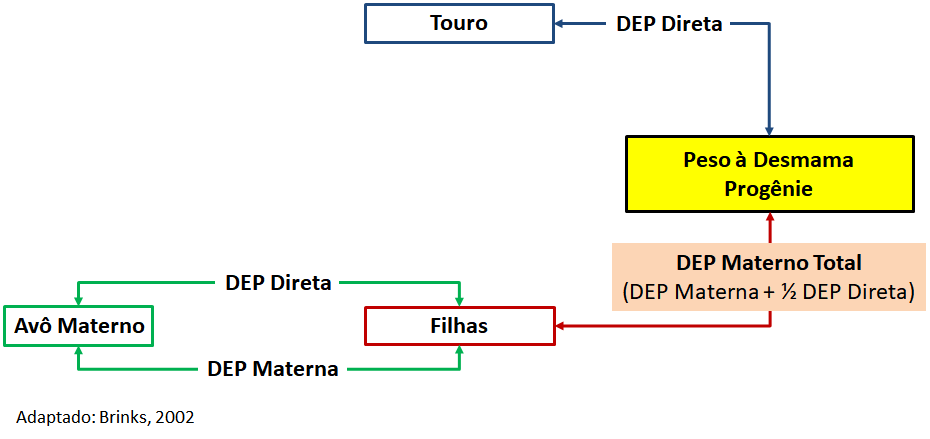 Touro
DEP Direta
Peso à Desmama
Progênie
DEP Materno Total
(DEP Materna + ½ DEP Direta)
DEP Direta
Avô Materno
Filhas
DEP Materna
Adaptado: Brinks, 2002